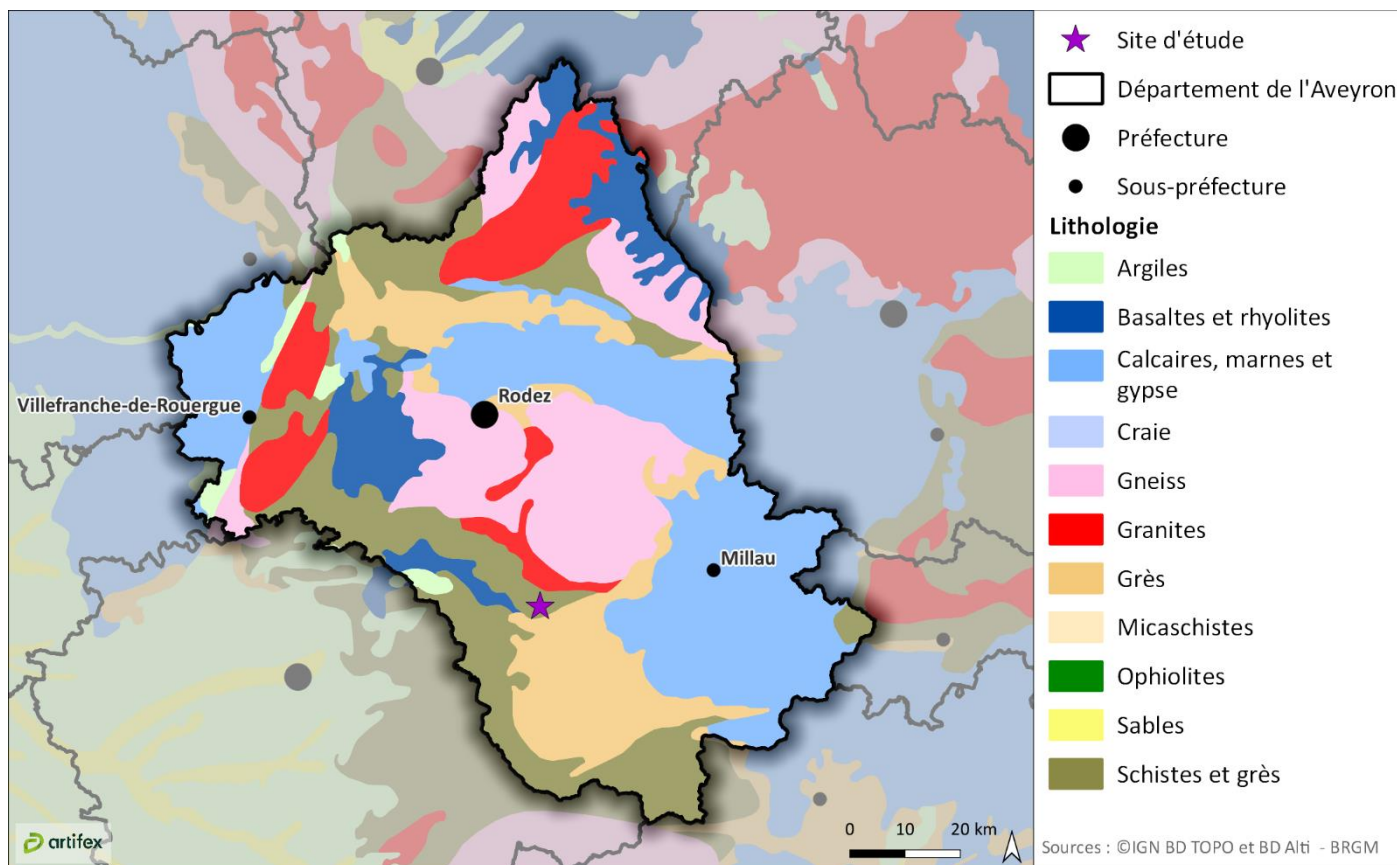 Villefranche-de-Rouergue
Rodez
Millau
artifex
0 10 20 km
Site d'étude
Département de l'Aveyron
Préfecture
Sous-préfecture
Lithologie
Argiles
Basaltes et rhyolites
Calcaires, marnes et
gypse
Craie
Gneiss
Granites
Grès
Micaschistes
Ophiolites
Sables
Schistes et grès
Sources : ©IGN BD TOPO et BD Alti - BRGM